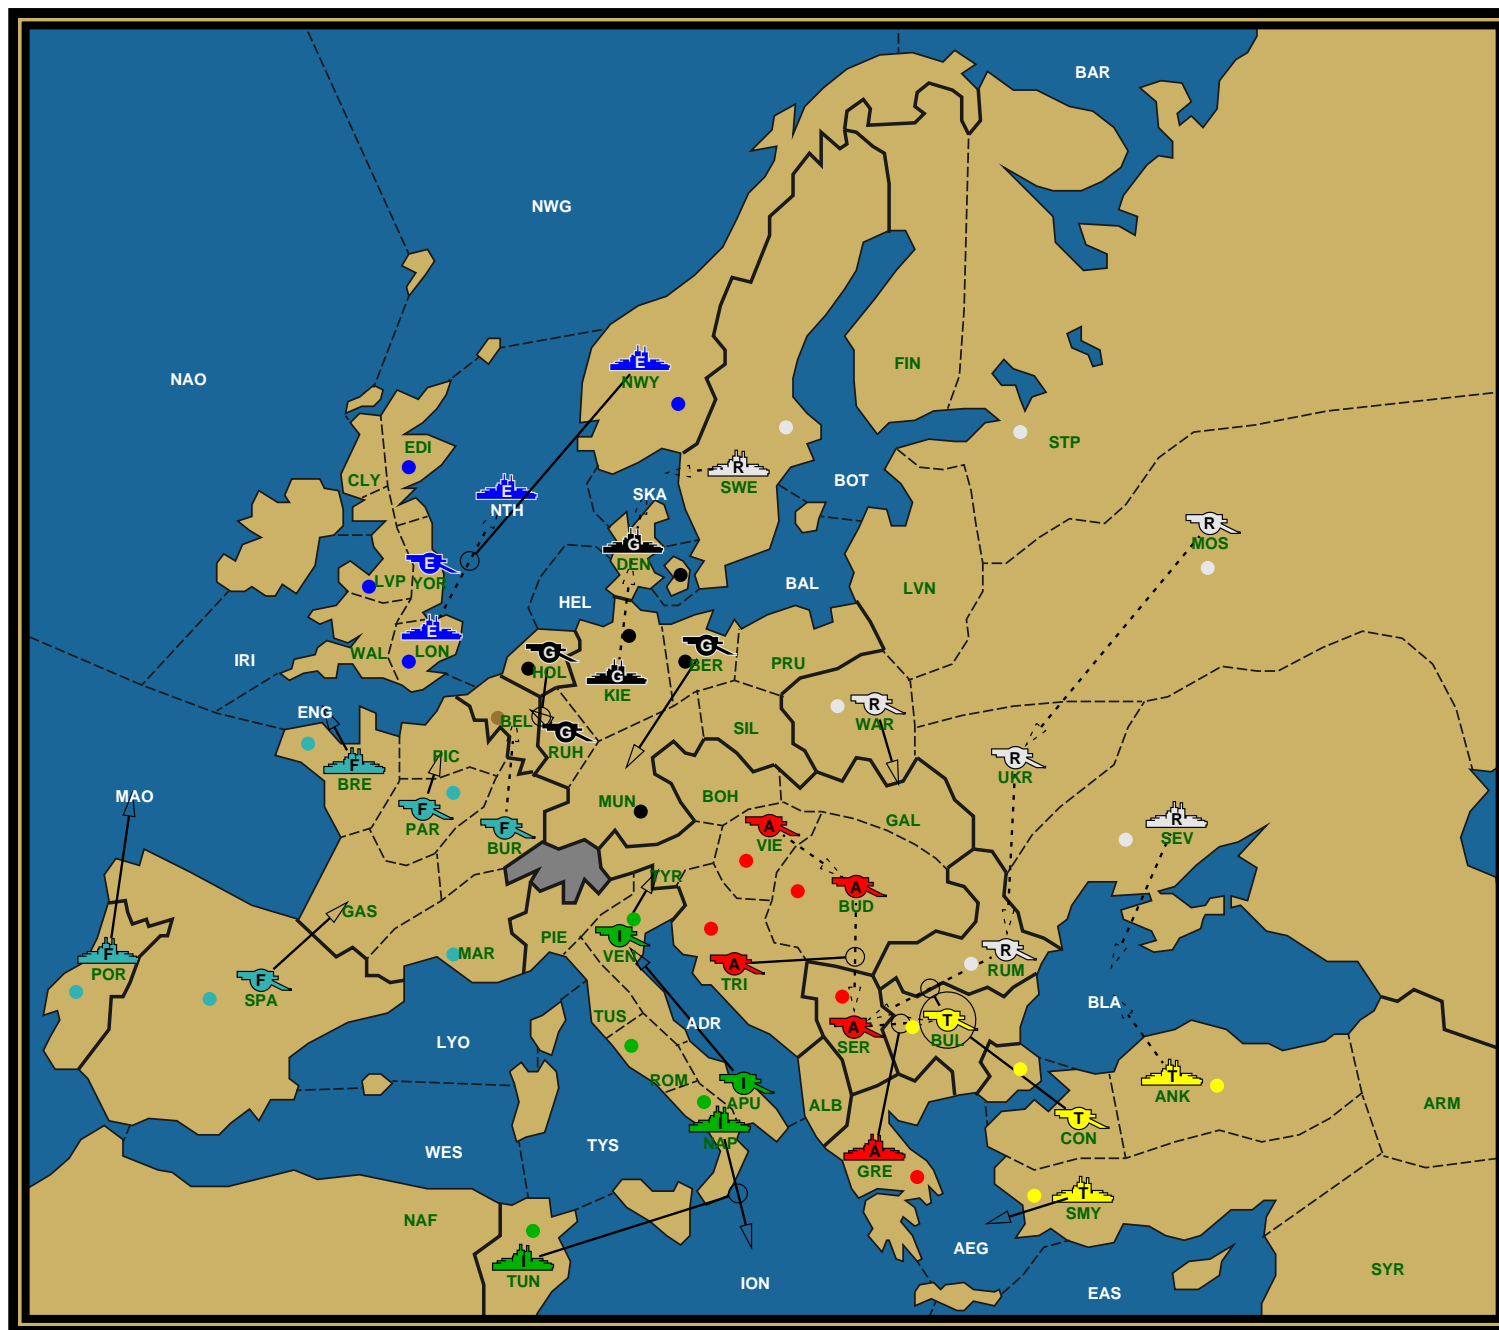 BAR
NWG
E
NWY
NAO
FIN
EDI
STP
R
SWE
CLY
BOT
E
NTH
SKA
R
MOS
G
DEN
E
YOR
LVP
BAL
LVN
HEL
E
LON
WAL
IRI
G
HOL
G
BER
PRU
G
KIE
R
WAR
ENG
BEL
G
RUH
SIL
F
BRE
PIC
R
UKR
MAO
F
PAR
MUN
BOH
GAL
R
SEV
F
BUR
A
VIE
TYR
A
BUD
GAS
I
VEN
PIE
F
POR
F
SPA
MAR
A
TRI
R
RUM
BLA
TUS
ADR
A
SER
T
BUL
LYO
ROM
I
APU
T
ANK
ARM
ALB
T
CON
I
NAP
WES
TYS
A
GRE
T
SMY
NAF
AEG
I
TUN
ION
SYR
EAS